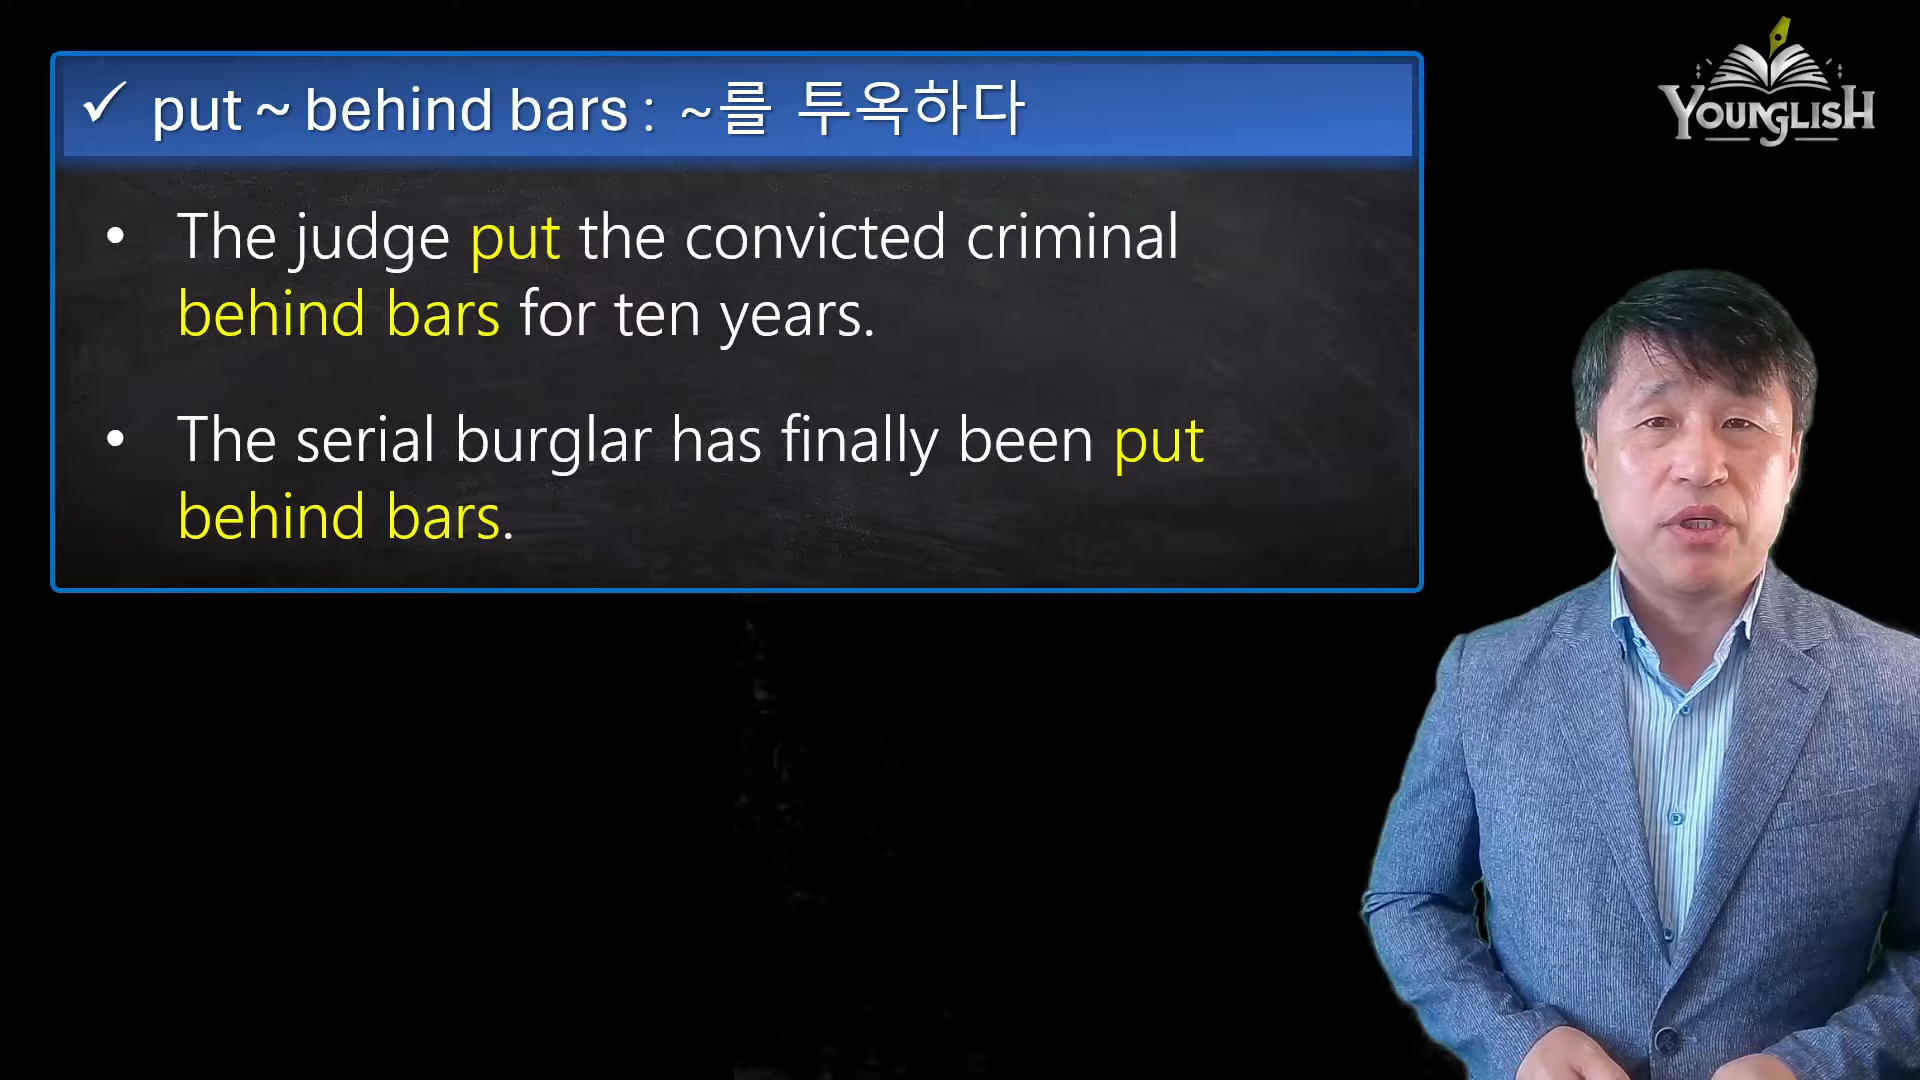 ✓ put ~ behind bars : ~를 투옥하다
YOUNGLISH
• The judge put the convicted criminal
behind bars for ten years.
• The serial burglar has finally been put
behind bars.